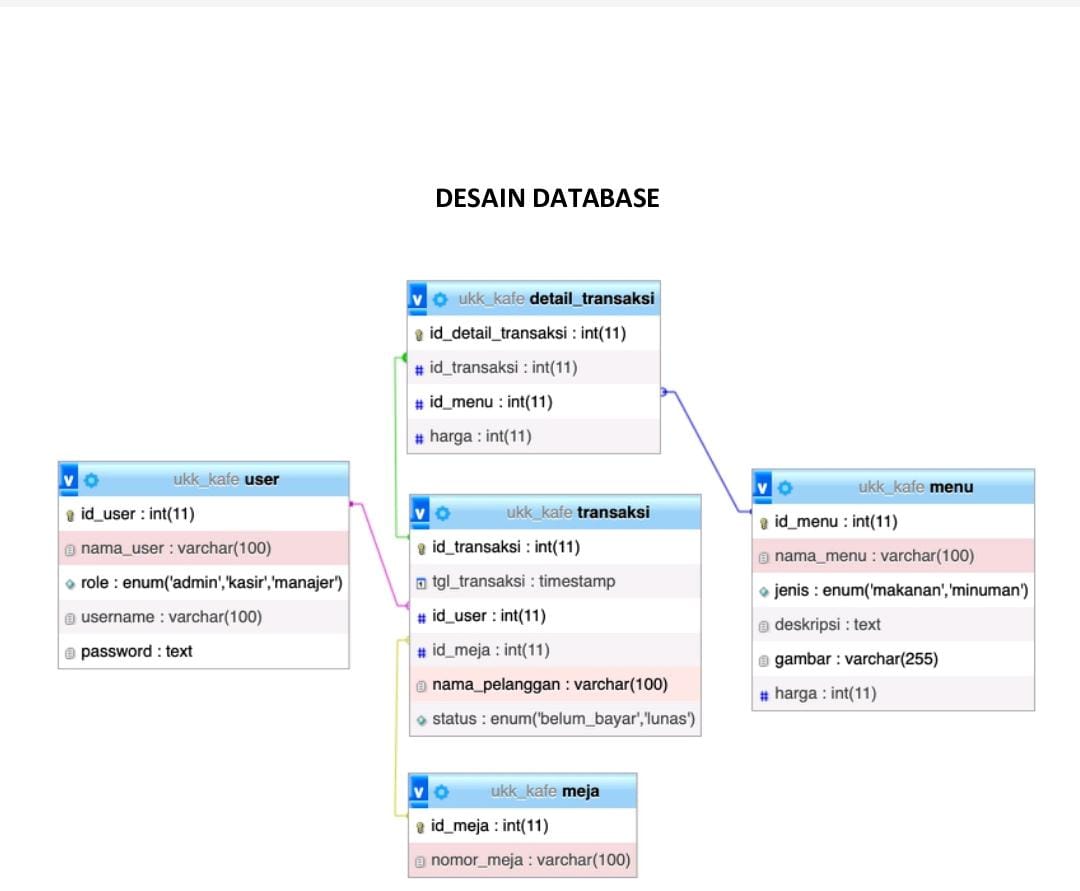 DESAIN DATABASE
ukk_kafe detail_transaksi
id_detail_transaksi : int(11)
id_transaksi : int(11)
id_menu : int(11)
harga : int(11)
ukk_kafe user
id_user : int(11)
nama_user : varchar(100)
role : enum('admin','kasir','manajer')
username : varchar(100)
password : text
ukk_kafe transaksi
id_transaksi : int(11)
tgl_transaksi : timestamp
id_user : int(11)
id_meja : int(11)
nama_pelanggan : varchar(100)
status : enum('belum_bayar','lunas')
ukk_kafe menu
id_menu : int(11)
nama_menu : varchar(100)
jenis : enum('makanan','minuman')
deskripsi : text
gambar : varchar(255)
harga : int(11)
ukk_kafe meja
id_meja : int(11)
nomor_meja : varchar(100)